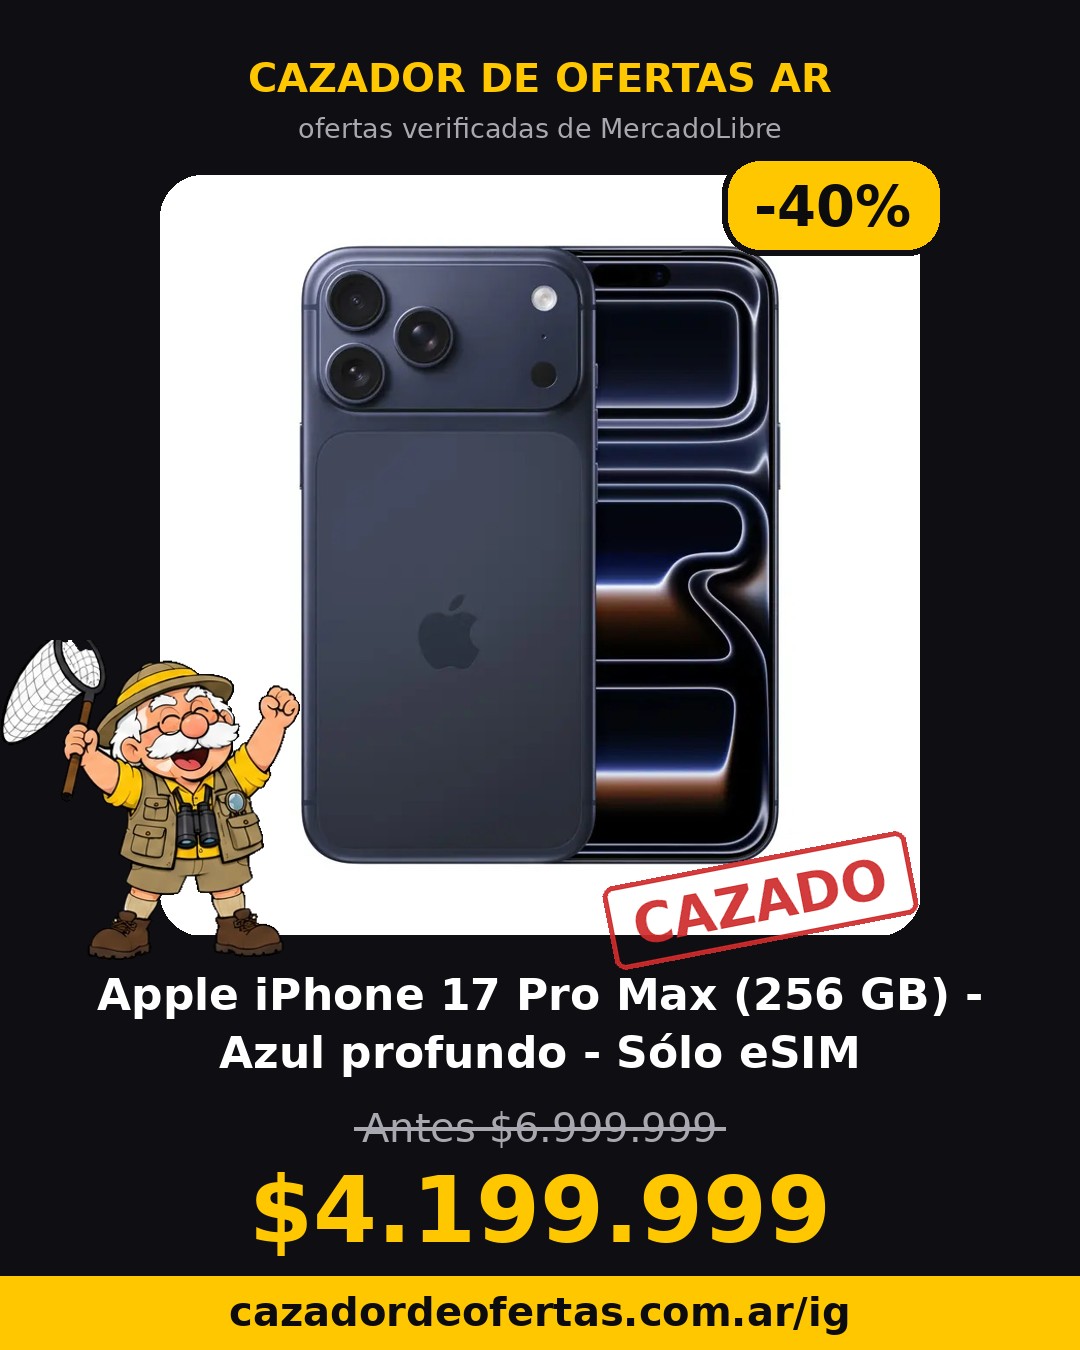 CAZADOR DE OFERTAS AR
ofertas verificadas de MercadoLibre
-40%
CAZADO
Apple iPhone 17 Pro Max (256 GB) -
Azul profundo - Sólo eSIM
Antes $6.999.999
$4.199.999
cazadordeofertas.com.ar/ig